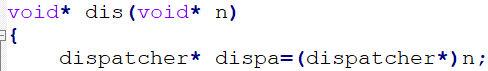 void* dis(void* n)
{
dispatcher* dispa=(dispatcher*)n;